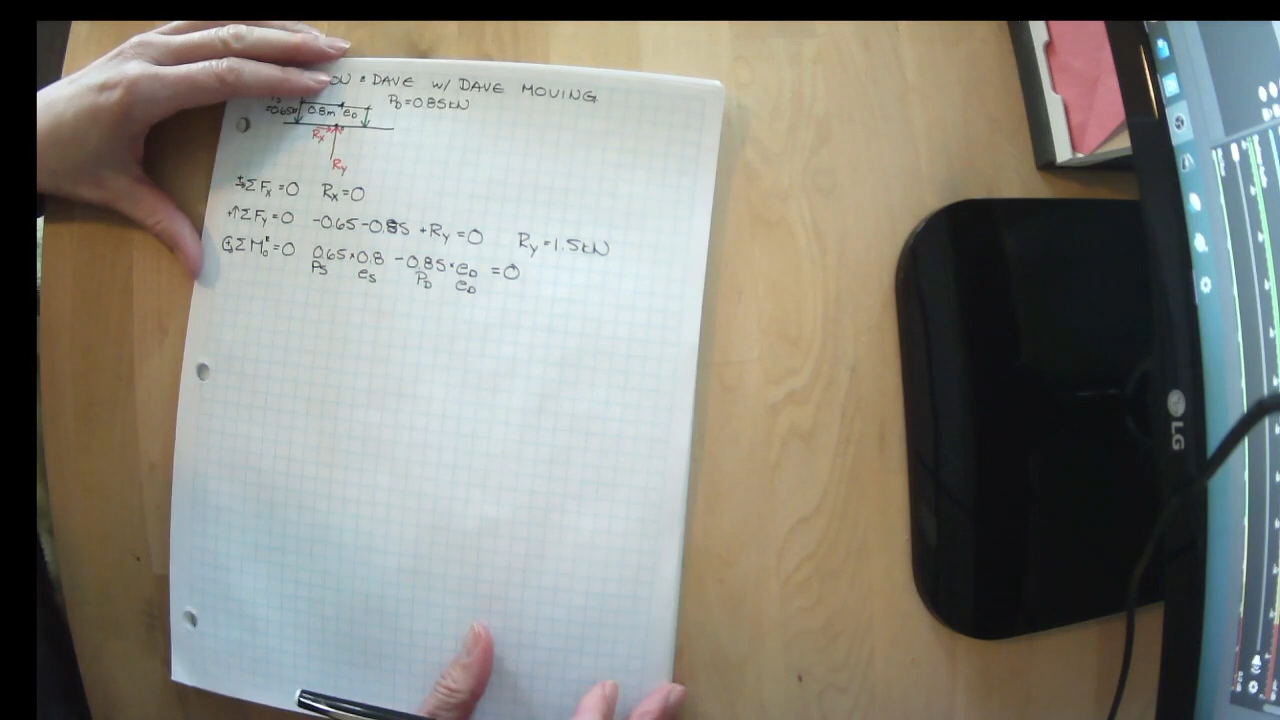 ON & DAVE W/ DAVE MOVING
=0.65kN 0.8m e_D P_D=0.85kN
R_x
R_y
+→ΣF_x=0 R_x=0
+↑ΣF_y=0 -0.65-0.85+R_y=0 R_y=1.5kN
ΣM_o=0 0.65*0.8 -0.85*e_D =0
P_S e_S P_D e_D
LG